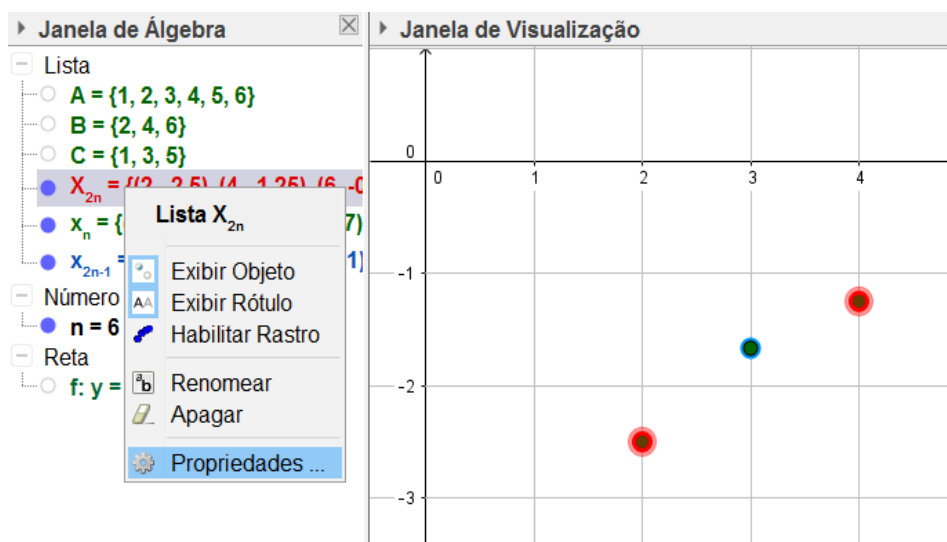 Janela de Álgebra
Lista
A = {1, 2, 3, 4, 5, 6}
B = {2, 4, 6}
C = {1, 3, 5}
X2n = {(2, -2.5), (4, -1.25), (6, -0
xn = { 7)
x2n-1 = 1)
Número
n = 6
Reta
f: y =
Lista X2n
Exibir Objeto
AA Exibir Rótulo
Habilitar Rastro
ab Renomear
Apagar
Propriedades ...
Janela de Visualização
0
0 1 2 3 4
-1
-2
-3